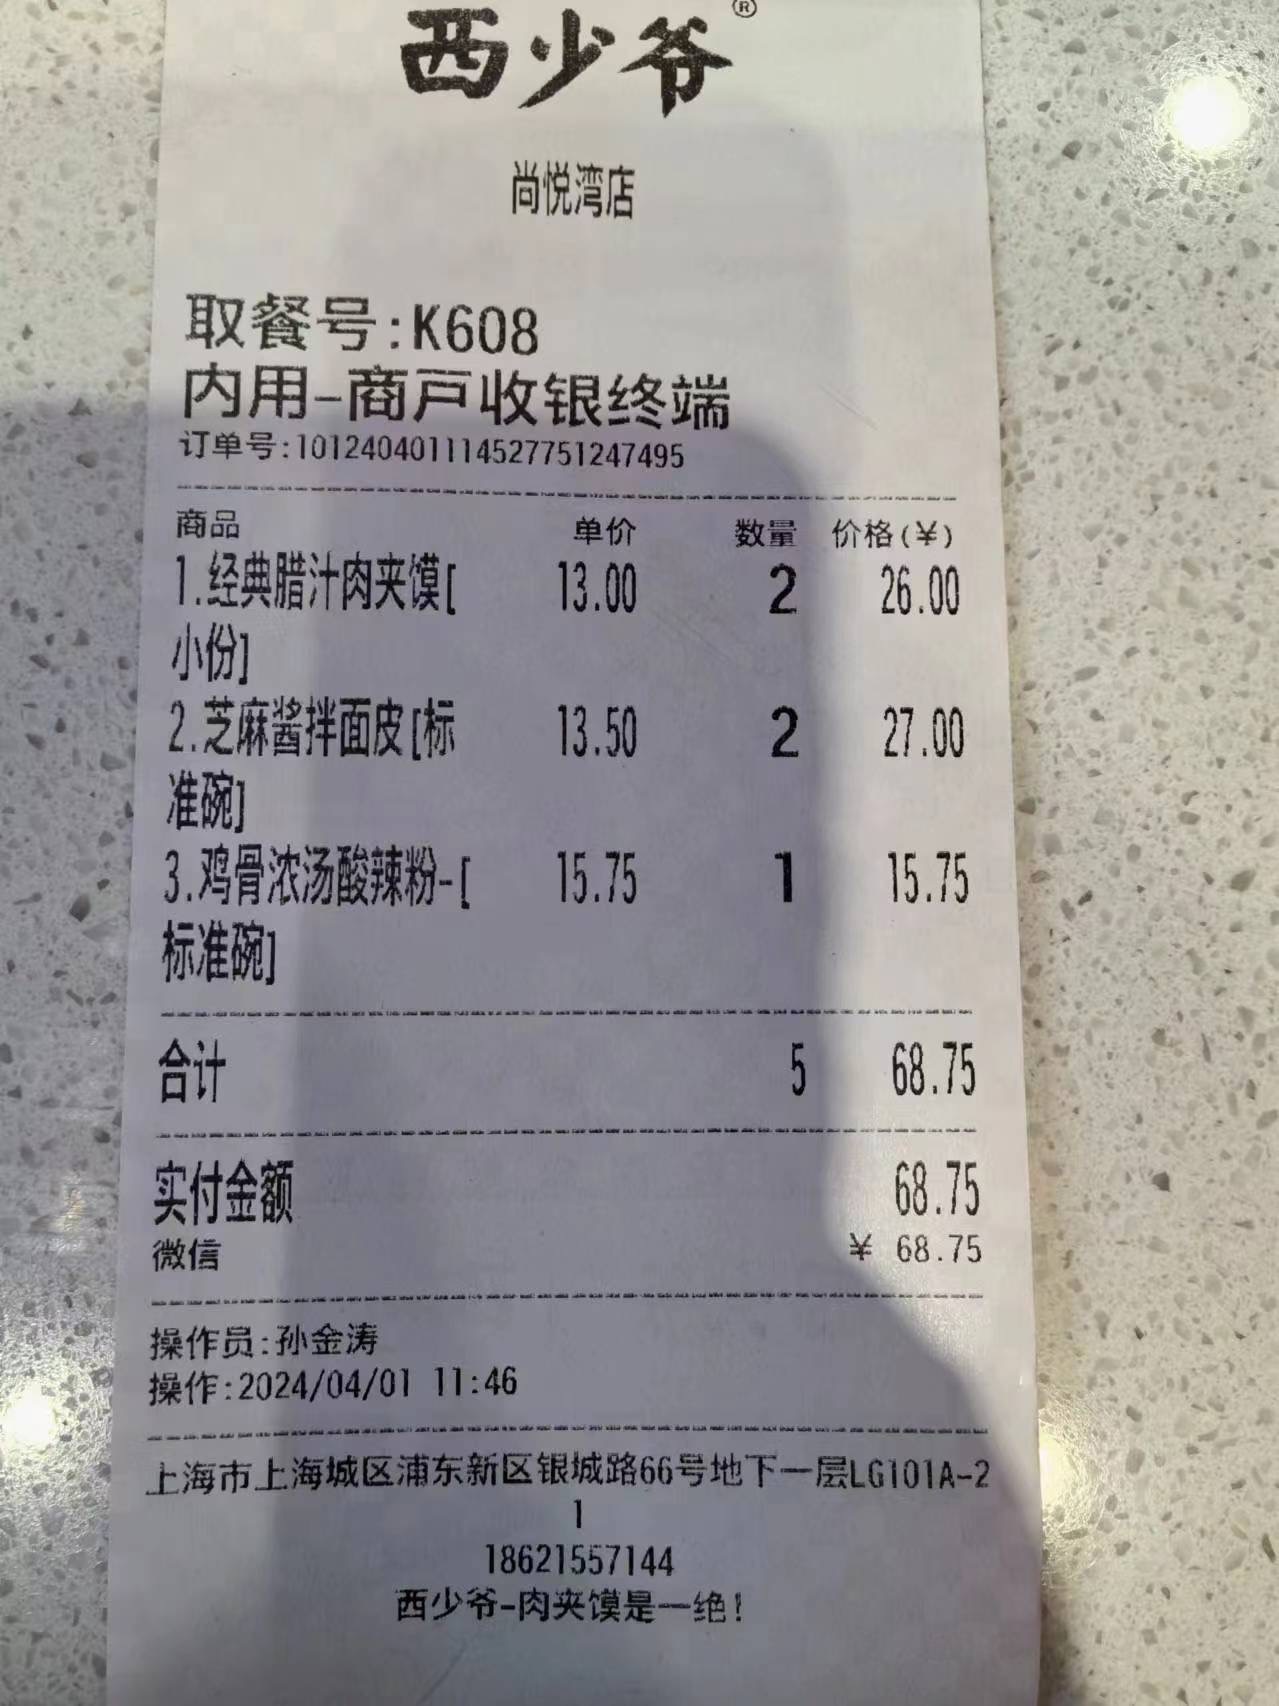 西少爷®
尚悦湾店
取餐号:K608
内用-商户收银终端
订单号:101240401114527751247495
商品 单价 数量 价格(¥)
1.经典腊汁肉夹馍[ 13.00 2 26.00
小份]
2.芝麻酱拌面皮[标 13.50 2 27.00
准碗]
3.鸡骨浓汤酸辣粉-[ 15.75 1 15.75
标准碗]
合计 5 68.75
实付金额 68.75
微信 ¥ 68.75
操作员:孙金涛
操作:2024/04/01 11:46
上海市上海城区浦东新区银城路66号地下一层LG101A-2
1
18621557144
西少爷-肉夹馍是一绝!